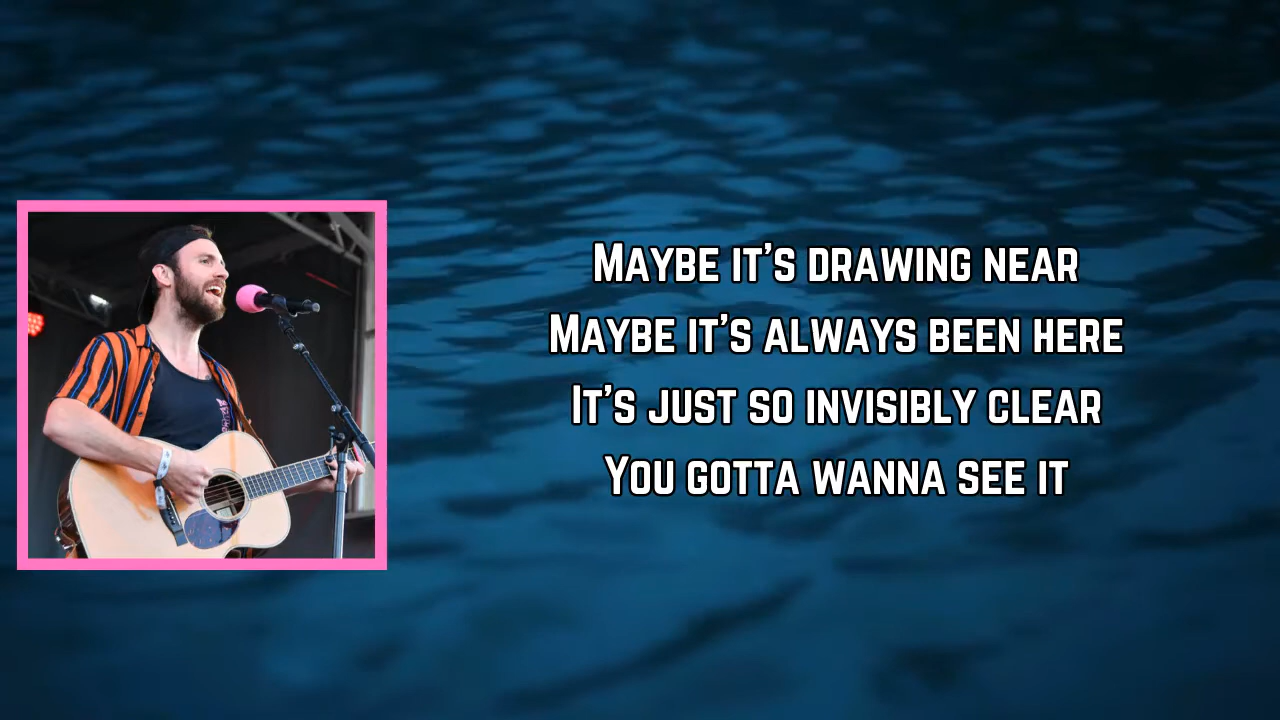 Maybe it's drawing near
Maybe it's always been here
It's just so invisibly clear
You gotta wanna see it